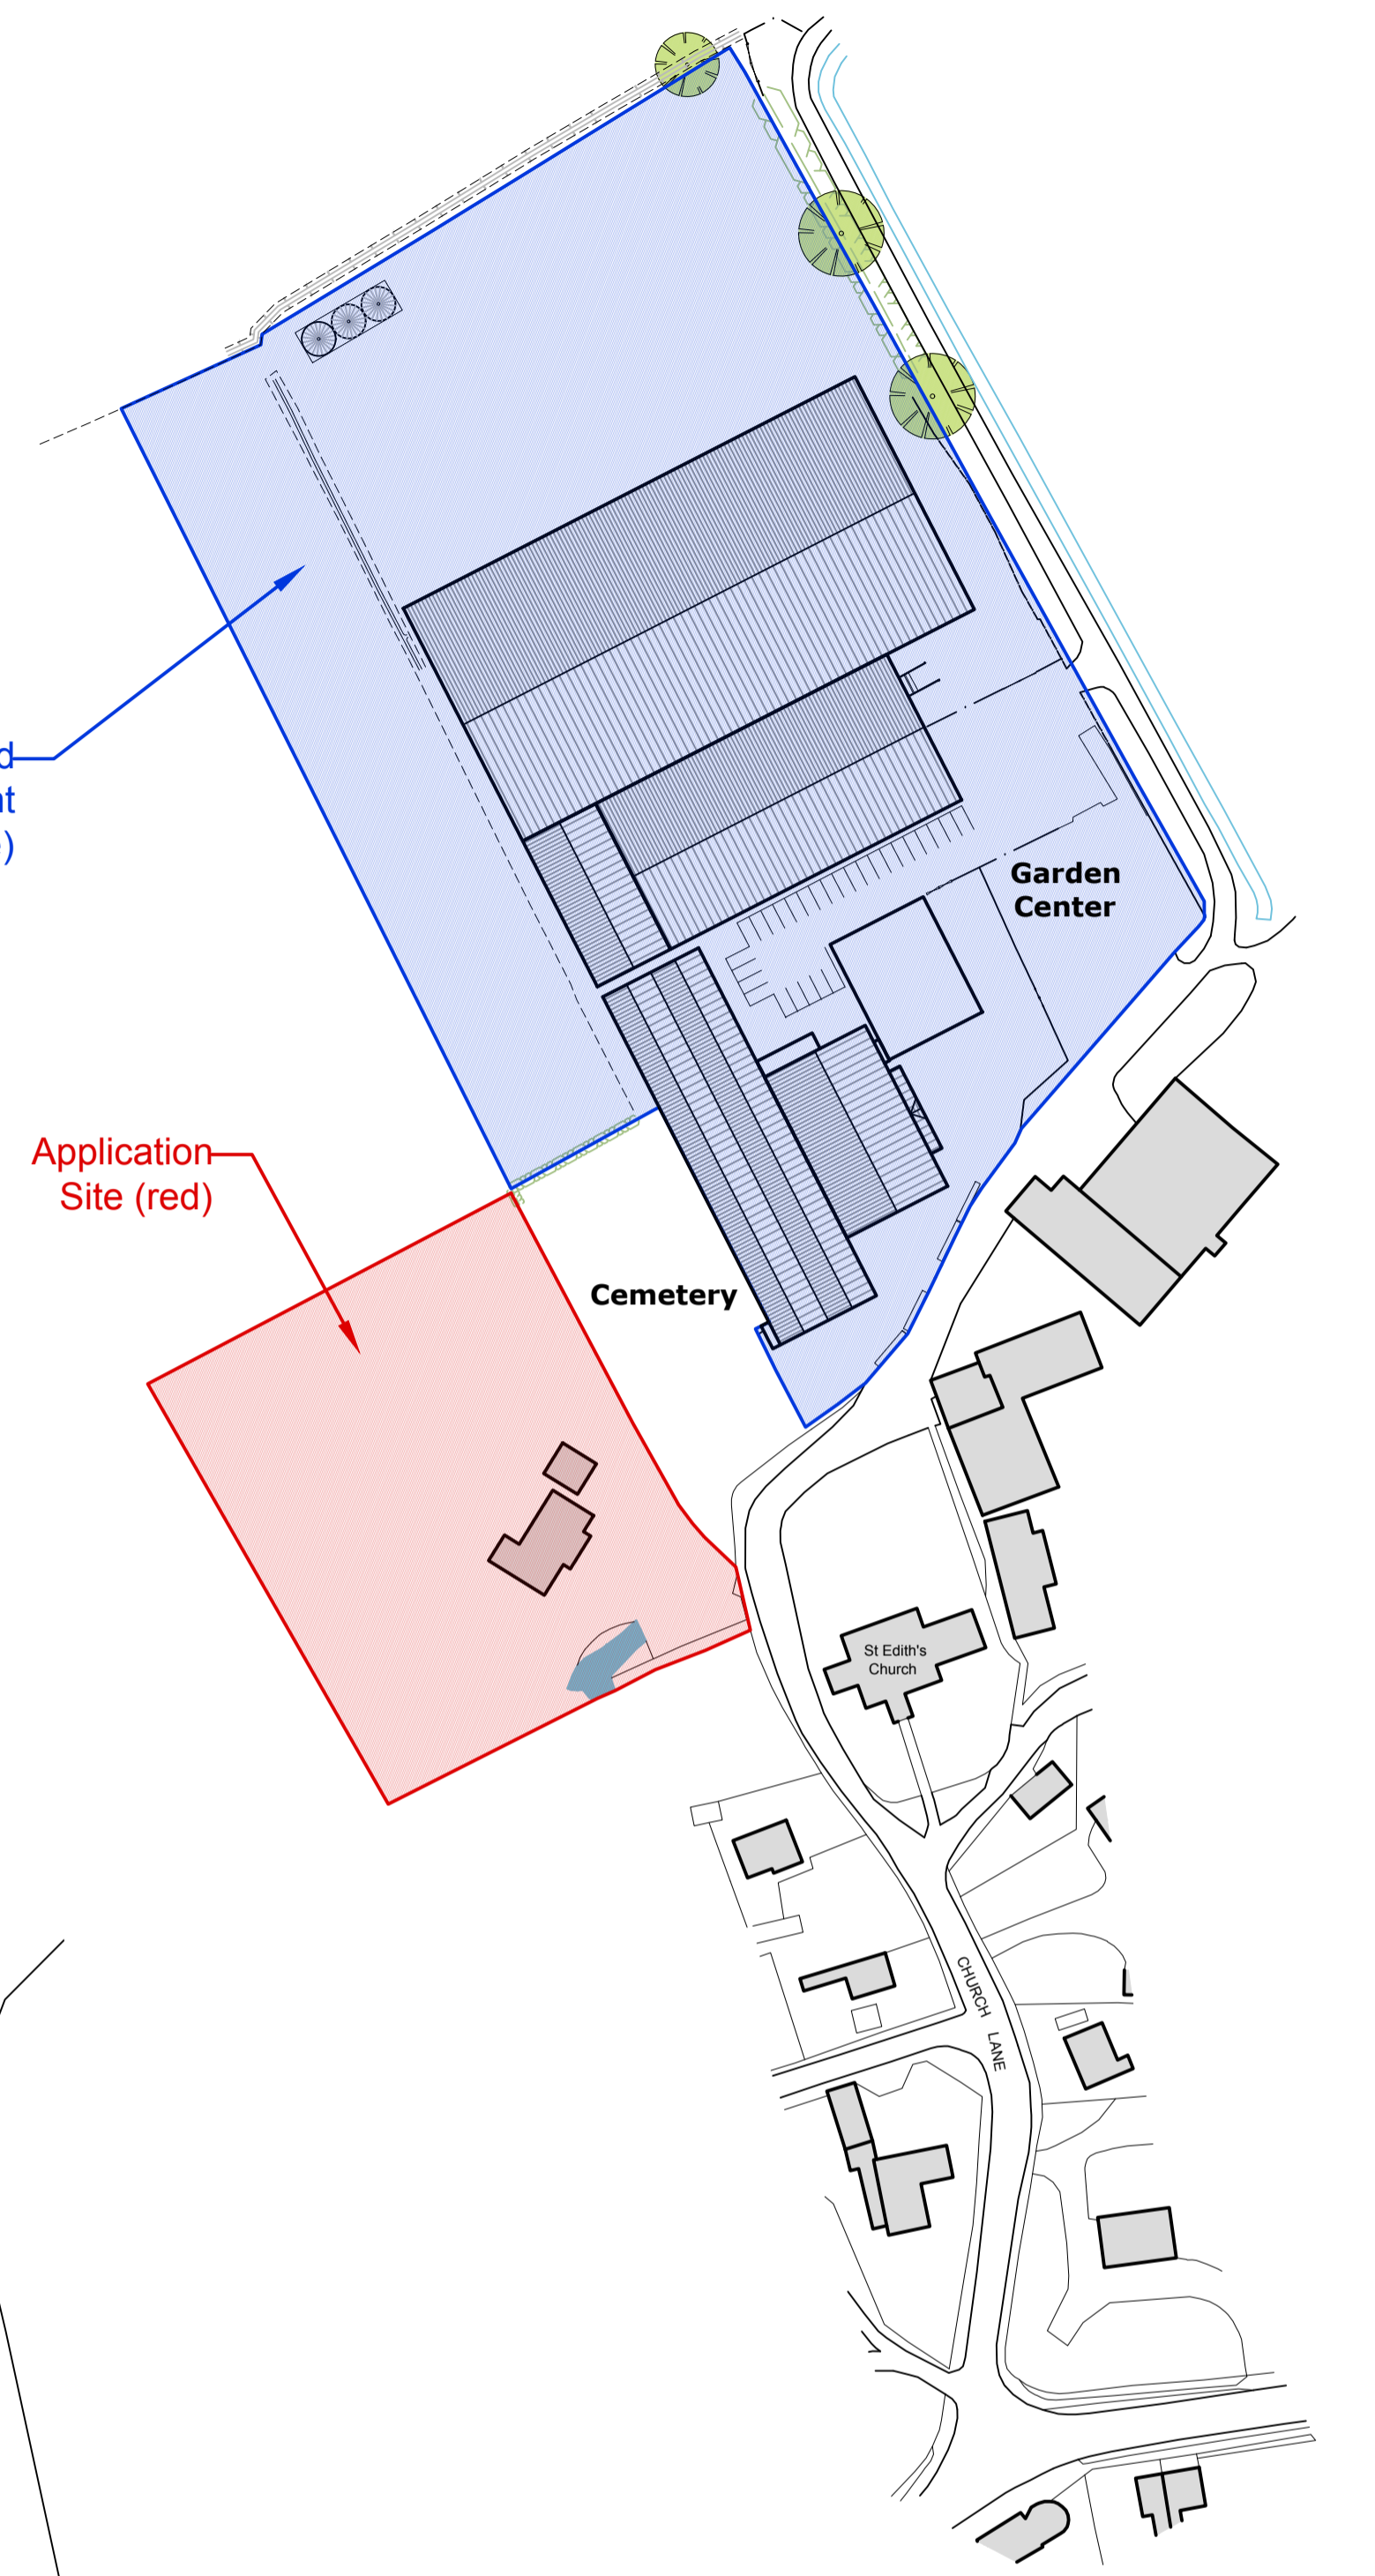 Garden
Center
Application
Site (red)
Cemetery
St Edith's
Church
CHURCH LANE